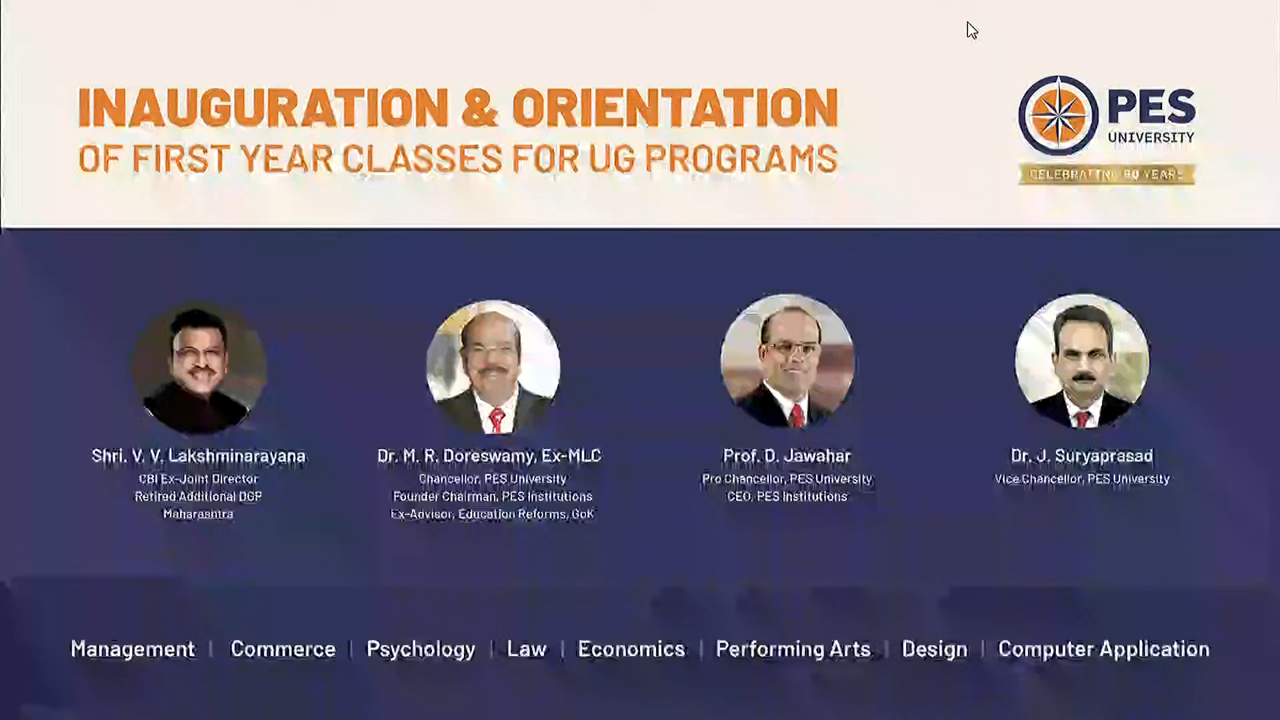 INAUGURATION & ORIENTATION
OF FIRST YEAR CLASSES FOR UG PROGRAMS
PES
UNIVERSITY
CELEBRATING 50 YEARS
Shri. V. V. Lakshminarayana
CBI Ex-Joint Director
Retired Additional DGP
Maharashtra
Dr. M. R. Doreswamy, Ex-MLC
Chancellor, PES University
Founder Chairman, PES Institutions
Ex-Advisor, Education Reforms, GoK
Prof. D. Jawahar
Pro Chancellor, PES University
CEO, PES Institutions
Dr. J. Suryaprasad
Vice Chancellor, PES University
Management | Commerce | Psychology | Law | Economics | Performing Arts | Design | Computer Application